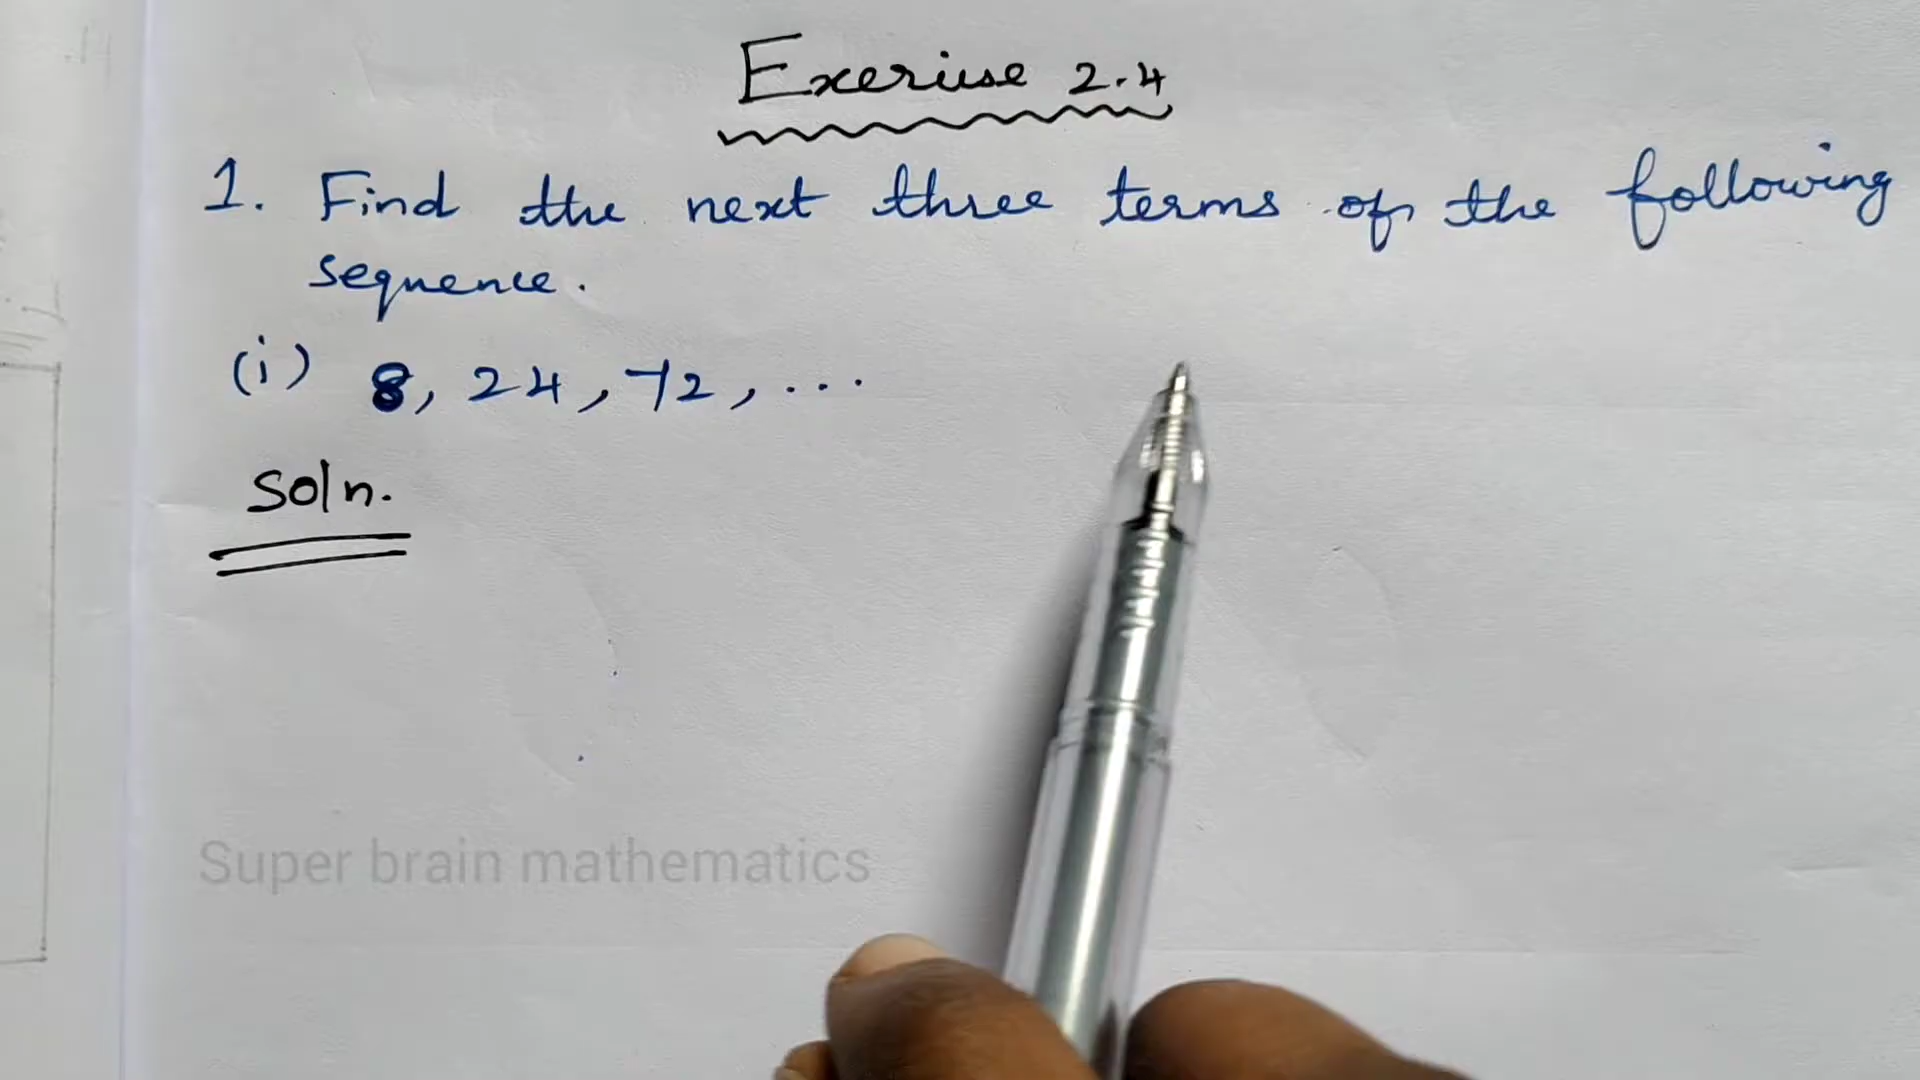 Exercise 2.4
1. Find the next three terms of the following
sequence.
(i) 8, 24, 72, ...
Soln.
Super brain mathematics